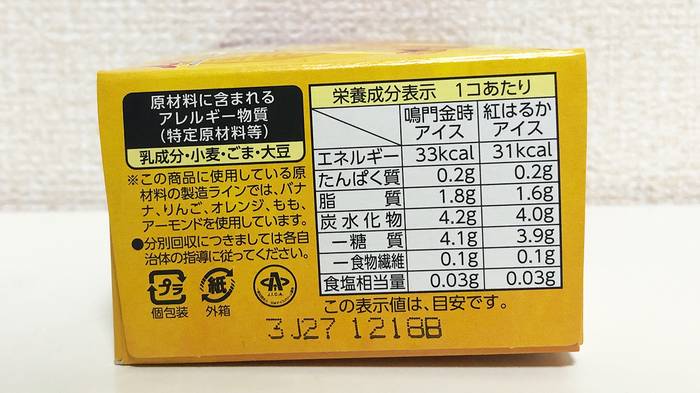 原材料に含まれる
アレルギー物質
（特定原材料等）
乳成分・小麦・ごま・大豆
※この商品に使用している原
材料の製造ラインでは、バナ
ナ、りんご、オレンジ、もも、
アーモンドを使用しています。
●分別回収につきましては各自
治体の指導に従ってください。
プラ
個包装
紙
外箱
J.I.C.A.
栄養成分表示 1コあたり
鳴門金時アイス 紅はるかアイス
エネルギー 33kcal 31kcal
たんぱく質 0.2g 0.2g
脂質 1.8g 1.6g
炭水化物 4.2g 4.0g
－糖質 4.1g 3.9g
－食物繊維 0.1g 0.1g
食塩相当量 0.03g 0.03g
この表示値は、目安です。
3J27 1218B